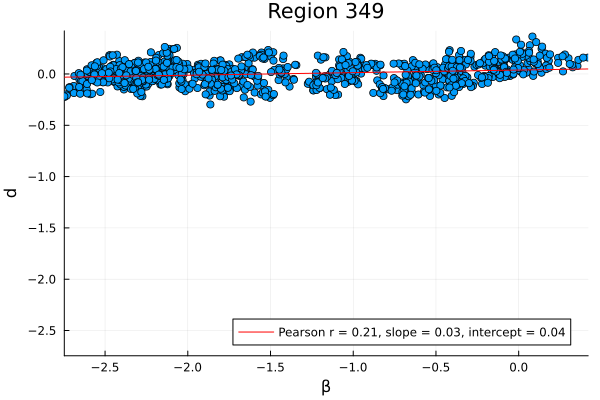 Region 349
0.0
−0.5
−1.0
−1.5
−2.0
−2.5
d
Pearson r = 0.21, slope = 0.03, intercept = 0.04
−2.5 −2.0 −1.5 −1.0 −0.5 0.0
β